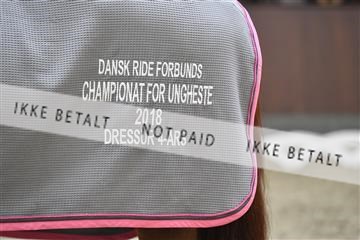 DANSK RIDE FORBUNDS
CHAMPIONAT FOR UNGHESTE
2018
DRESSUR 4-ÅRS
IKKE BETALT
NOT PAID
IKKE BETALT